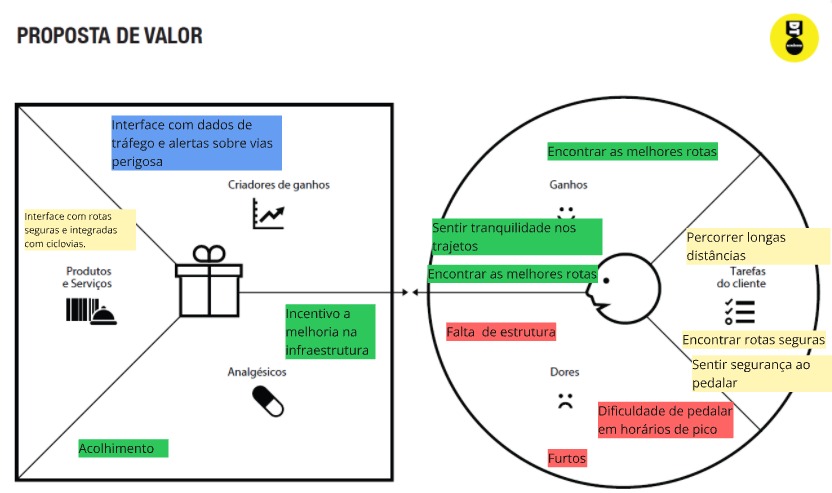 PROPOSTA DE VALOR
Interface com dados de
tráfego e alertas sobre vias
perigosa
Criadores de ganhos
Interface com rotas
seguras e integradas
com ciclovias.
Produtos
e Serviços
Incentivo a
melhoria na
infraestrutura
Analgésicos
Acolhimento
Encontrar as melhores rotas
Ganhos
Sentir tranquilidade nos
trajetos
Encontrar as melhores rotas
Percorrer longas
distâncias
Tarefas
do cliente
Encontrar rotas seguras
Sentir segurança ao
pedalar
Falta de estrutura
Dores
Dificuldade de pedalar
em horários de pico
Furtos